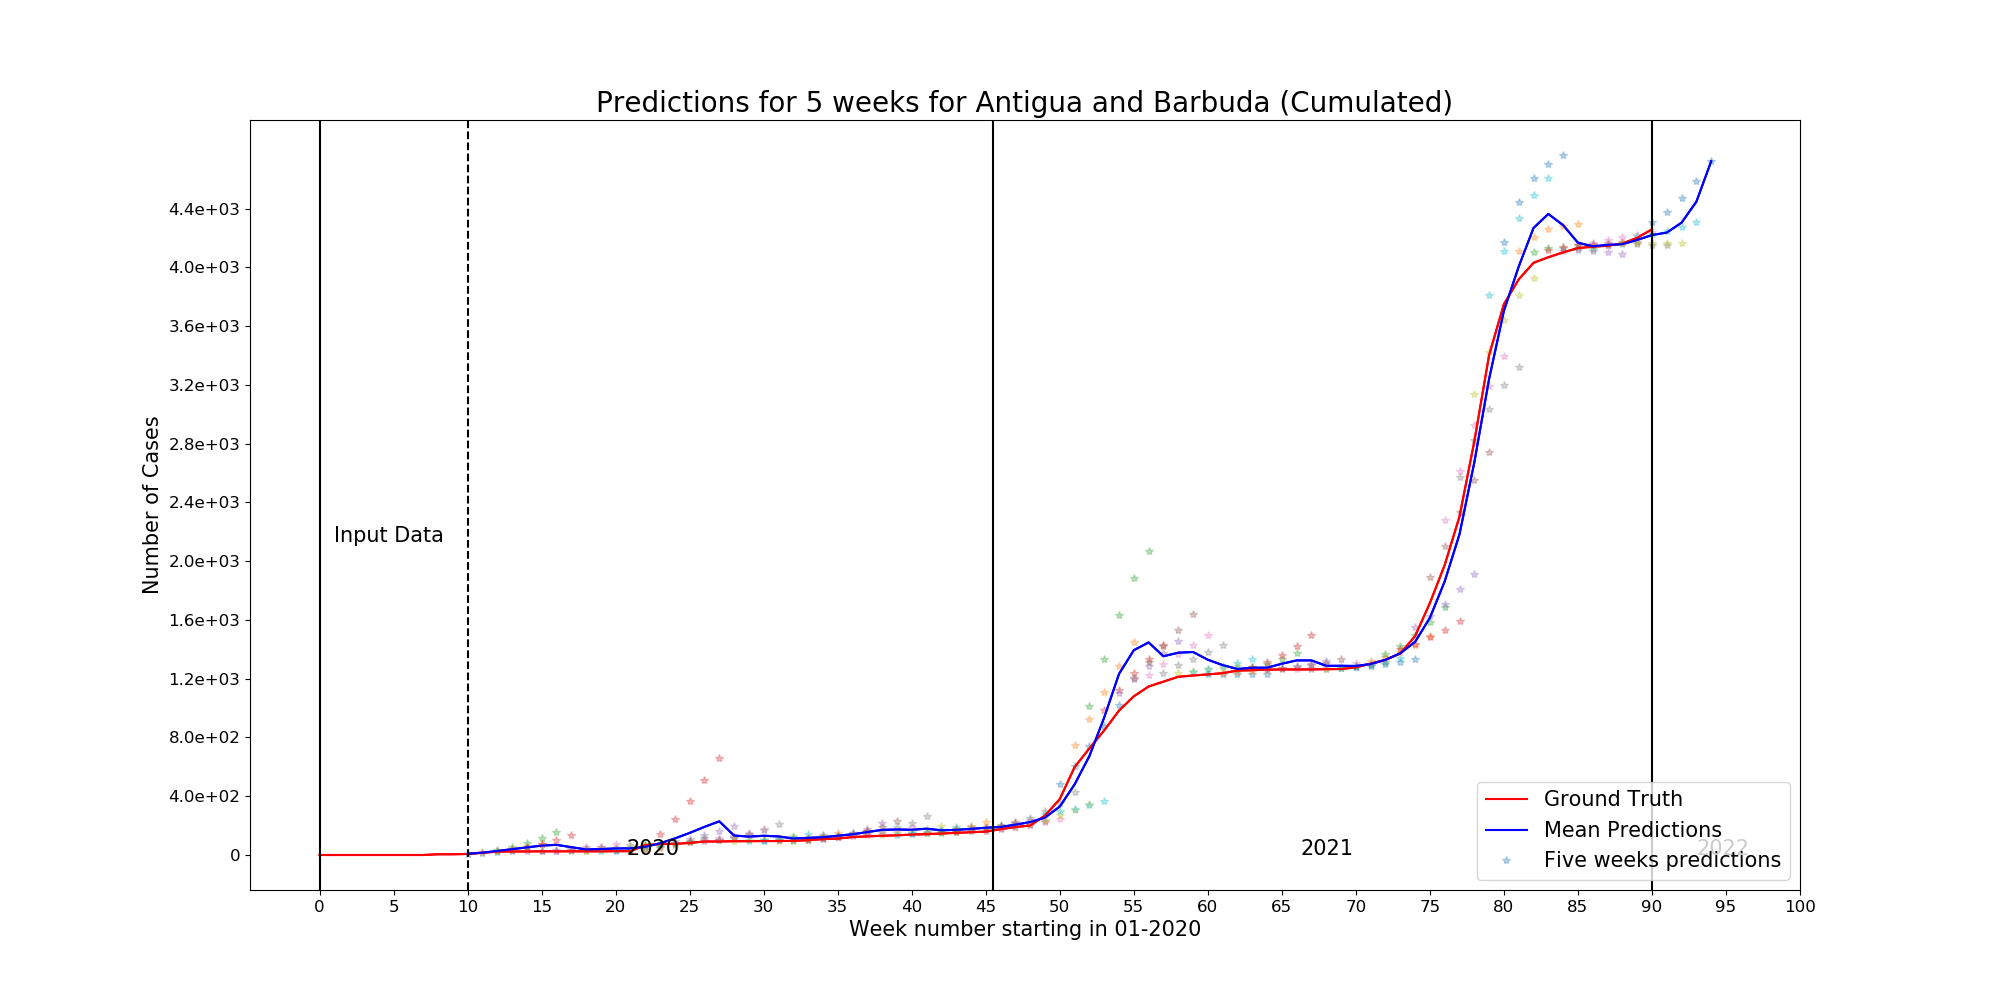 Predictions for 5 weeks for Antigua and Barbuda (Cumulated)
Number of Cases
4.4e+03
4.0e+03
3.6e+03
3.2e+03
2.8e+03
2.4e+03
2.0e+03
1.6e+03
1.2e+03
8.0e+02
4.0e+02
0
Input Data
2020
2021
2022
Ground Truth
Mean Predictions
Five weeks predictions
0 5 10 15 20 25 30 35 40 45 50 55 60 65 70 75 80 85 90 95 100
Week number starting in 01-2020